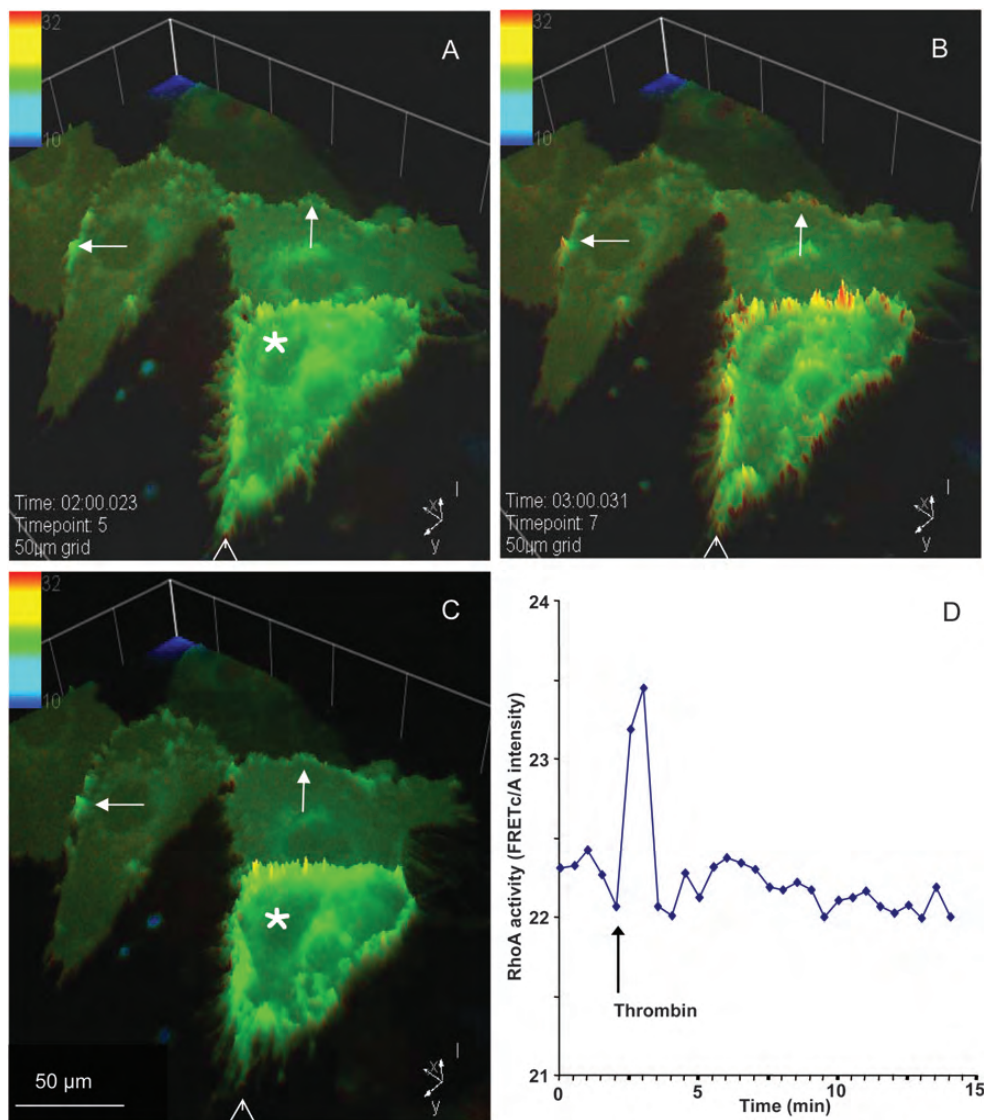 32
A
10
Time: 02:00.023
Timepoint: 5
50µm grid
x
y
I
32
B
10
Time: 03:00.031
Timepoint: 7
50µm grid
x
y
I
32
C
10
50 µm
x
y
I
D
24
23
22
21
RhoA activity (FRETc/A intensity)
Thrombin
0
5
10
15
Time (min)